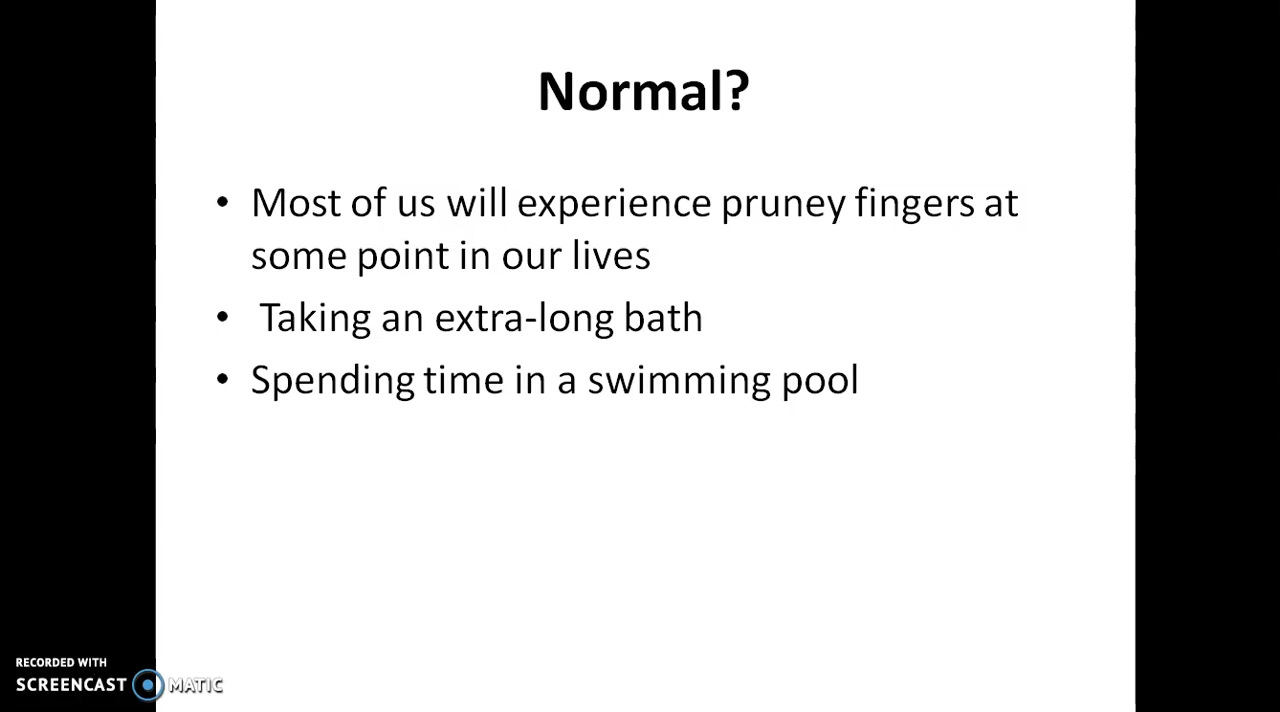 Normal?
• Most of us will experience pruney fingers at
some point in our lives
• Taking an extra-long bath
• Spending time in a swimming pool
RECORDED WITH
SCREENCAST MATIC